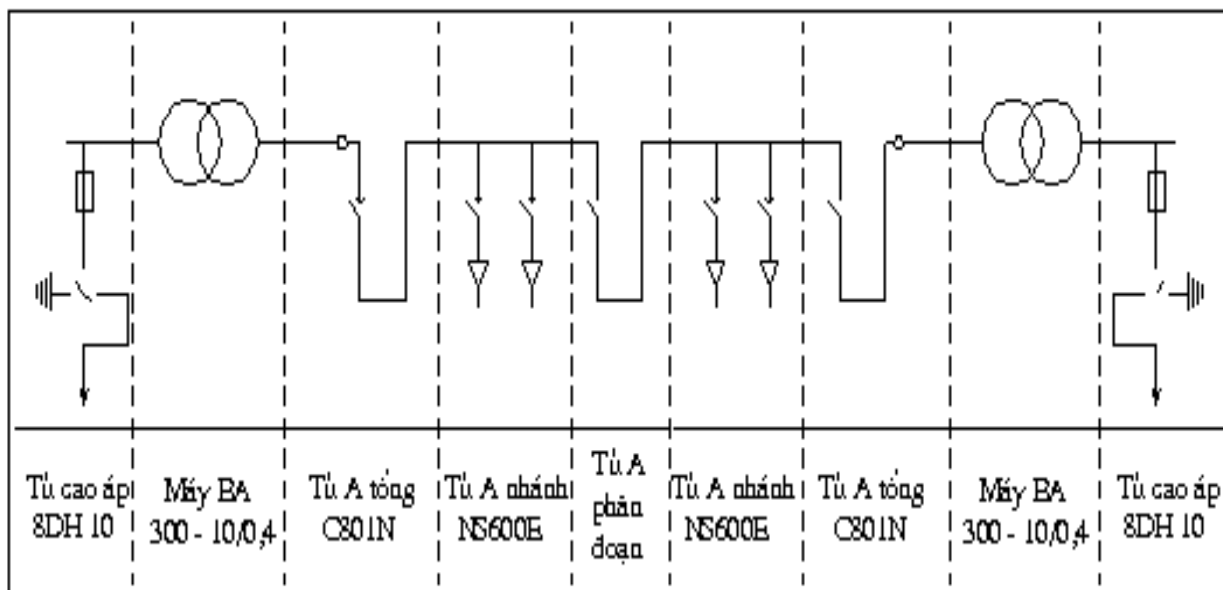 Tủ cao áp
8DH 10
Máy BA
300 - 10/0,4
Tủ A tổng
C801N
Tủ A nhánh
NS600E
Tủ A
phân
đoạn
Tủ A nhánh
NS600E
Tủ A tổng
C801N
Máy BA
300 - 10/0,4
Tủ cao áp
8DH 10